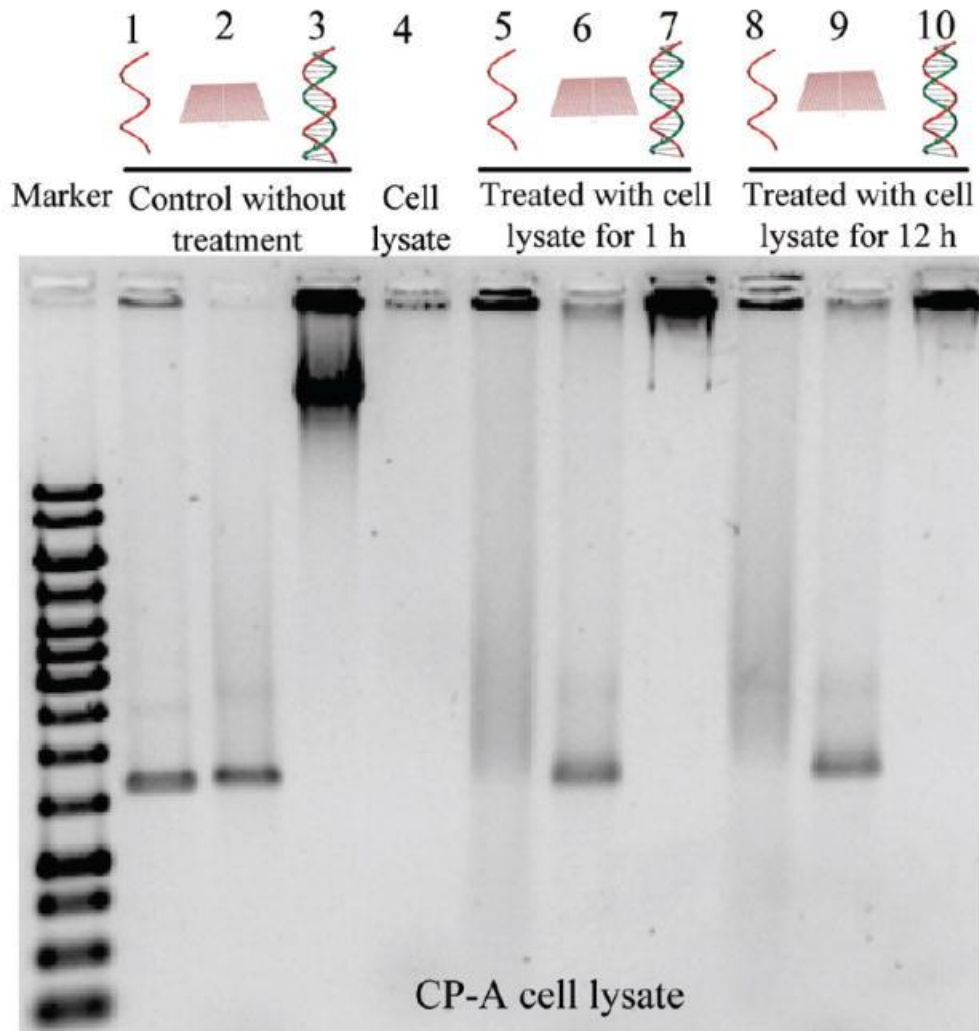 1 2 3 4 5 6 7 8 9 10
Marker Control without treatment Cell lysate Treated with cell lysate for 1 h Treated with cell lysate for 12 h
CP-A cell lysate